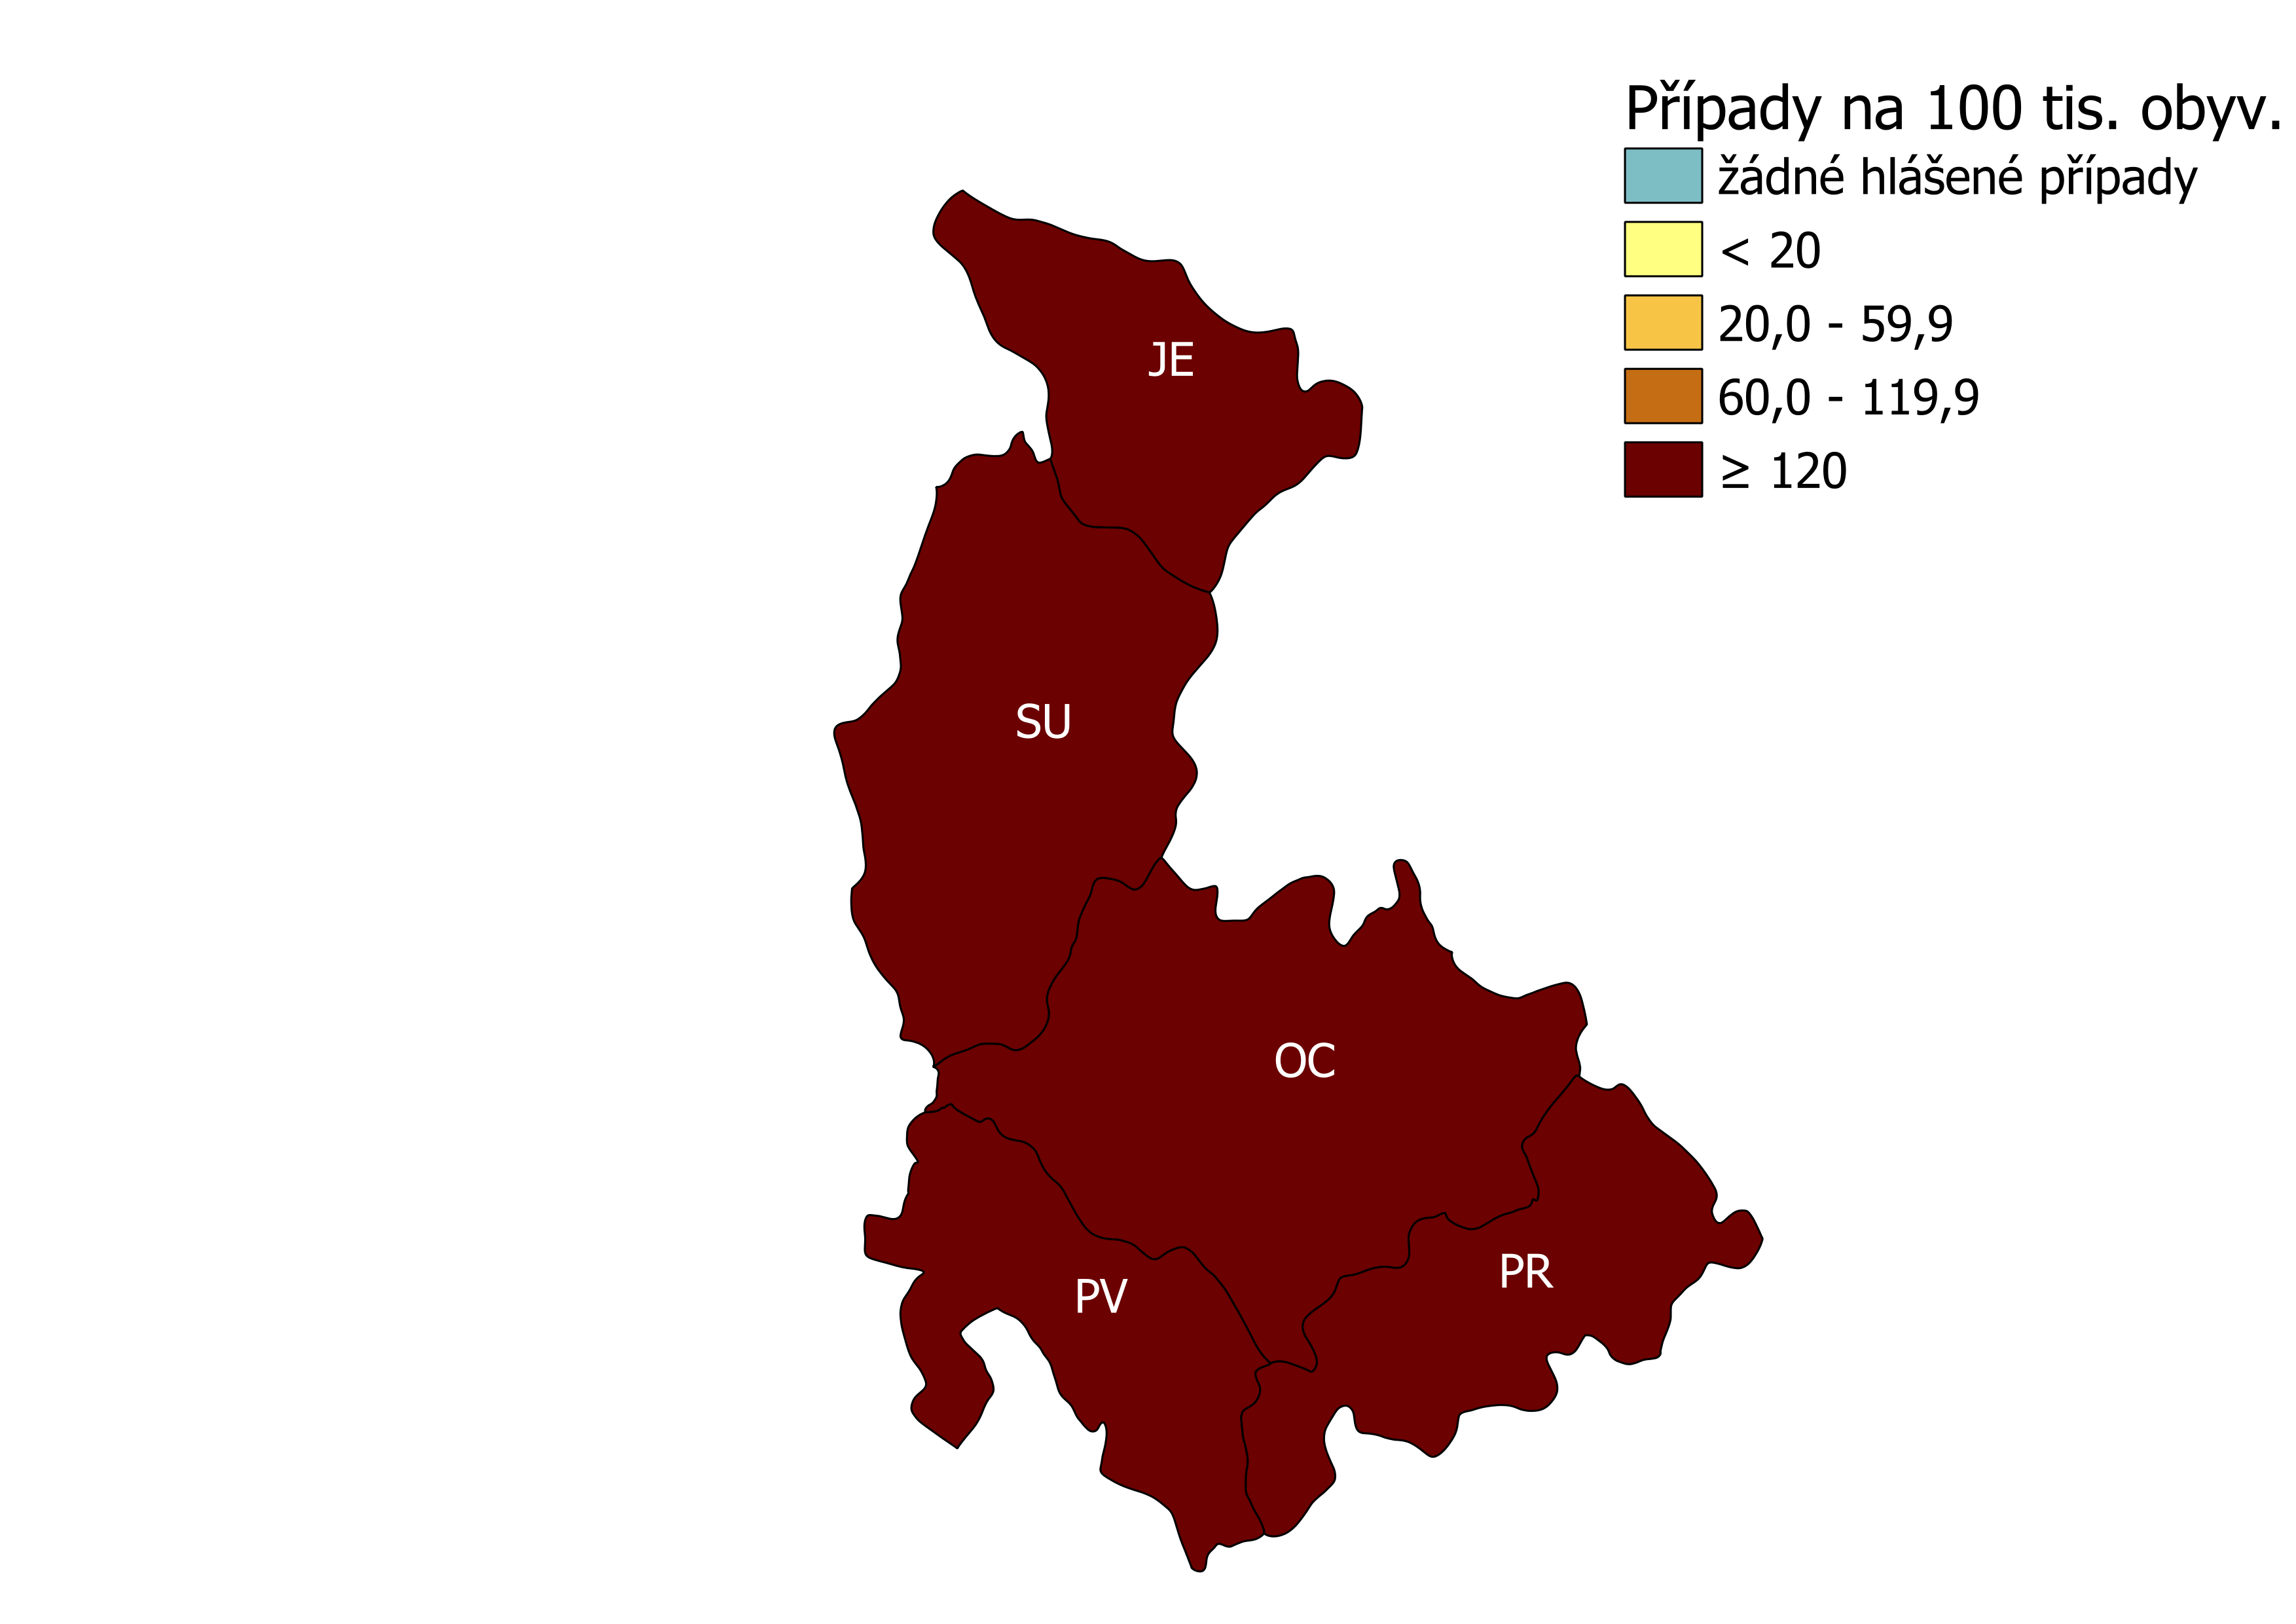 Případy na 100 tis. obyv.
žádné hlášené případy
< 20
20,0 - 59,9
60,0 - 119,9
≥ 120
JE
SU
OC
PR
PV